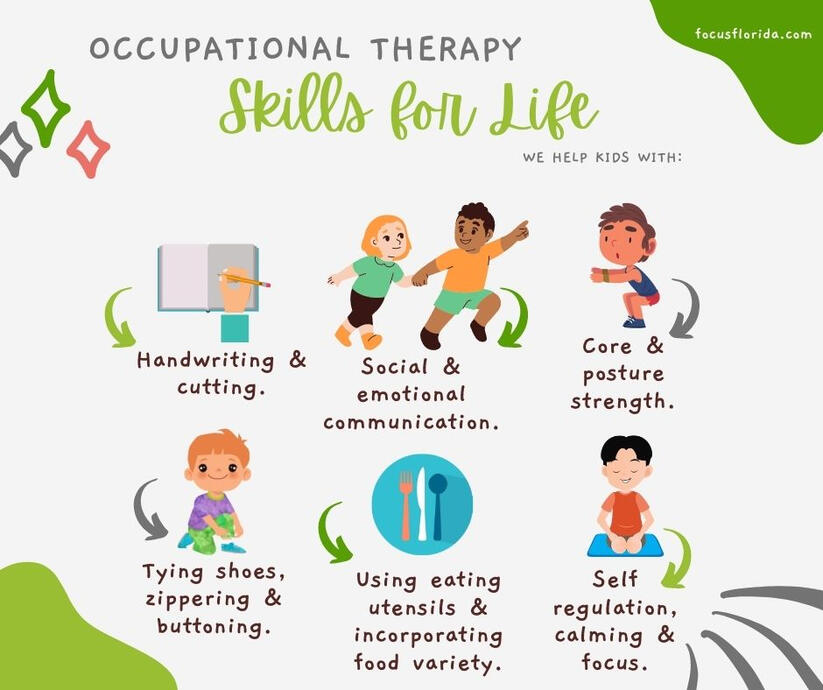 focusflorida.com
OCCUPATIONAL THERAPY
Skills for Life
WE HELP KIDS WITH:
Handwriting &
cutting.
Social &
emotional
communication.
Core &
posture
strength.
Tying shoes,
zippering &
buttoning.
Using eating
utensils &
incorporating
food variety.
Self
regulation,
calming &
focus.